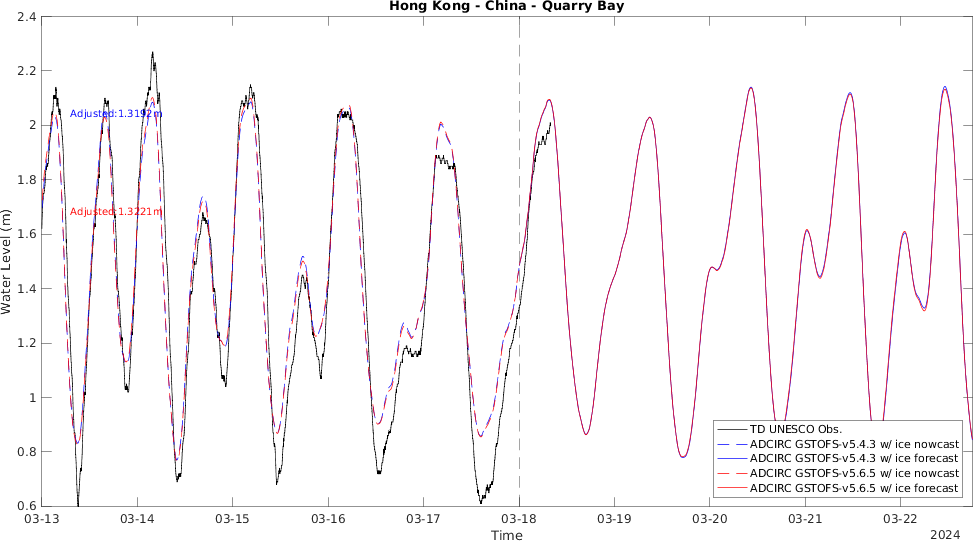 Hong Kong - China - Quarry Bay
2.4
2.2
2
1.8
1.6
1.4
1.2
1
0.8
0.6
Water Level (m)
Adjusted:1.3192m
Adjusted:1.3221m
TD UNESCO Obs.
ADCIRC GSTOFS-v5.4.3 w/ ice nowcast
ADCIRC GSTOFS-v5.4.3 w/ ice forecast
ADCIRC GSTOFS-v5.6.5 w/ ice nowcast
ADCIRC GSTOFS-v5.6.5 w/ ice forecast
03-13 03-14 03-15 03-16 03-17 03-18 03-19 03-20 03-21 03-22
Time
2024